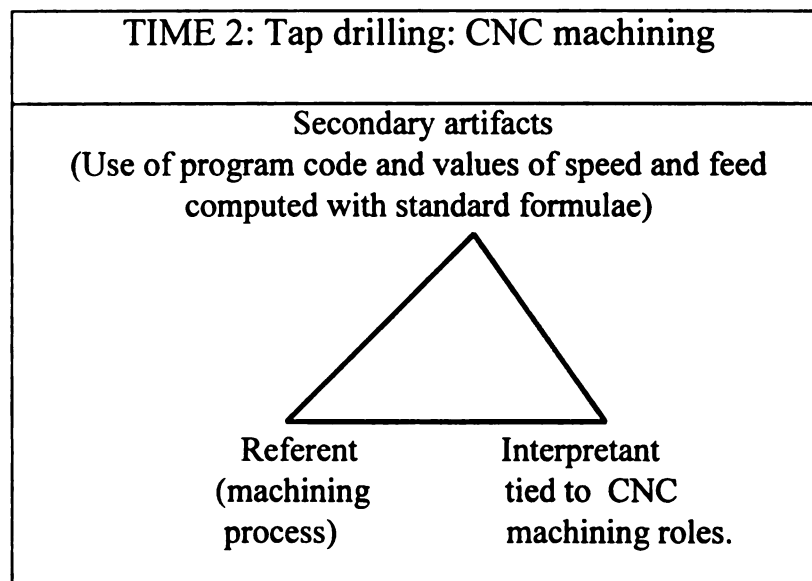 TIME 2: Tap drilling: CNC machining
Secondary artifacts
(Use of program code and values of speed and feed
computed with standard formulae)
Referent
(machining
process)
Interpretant
tied to CNC
machining roles.